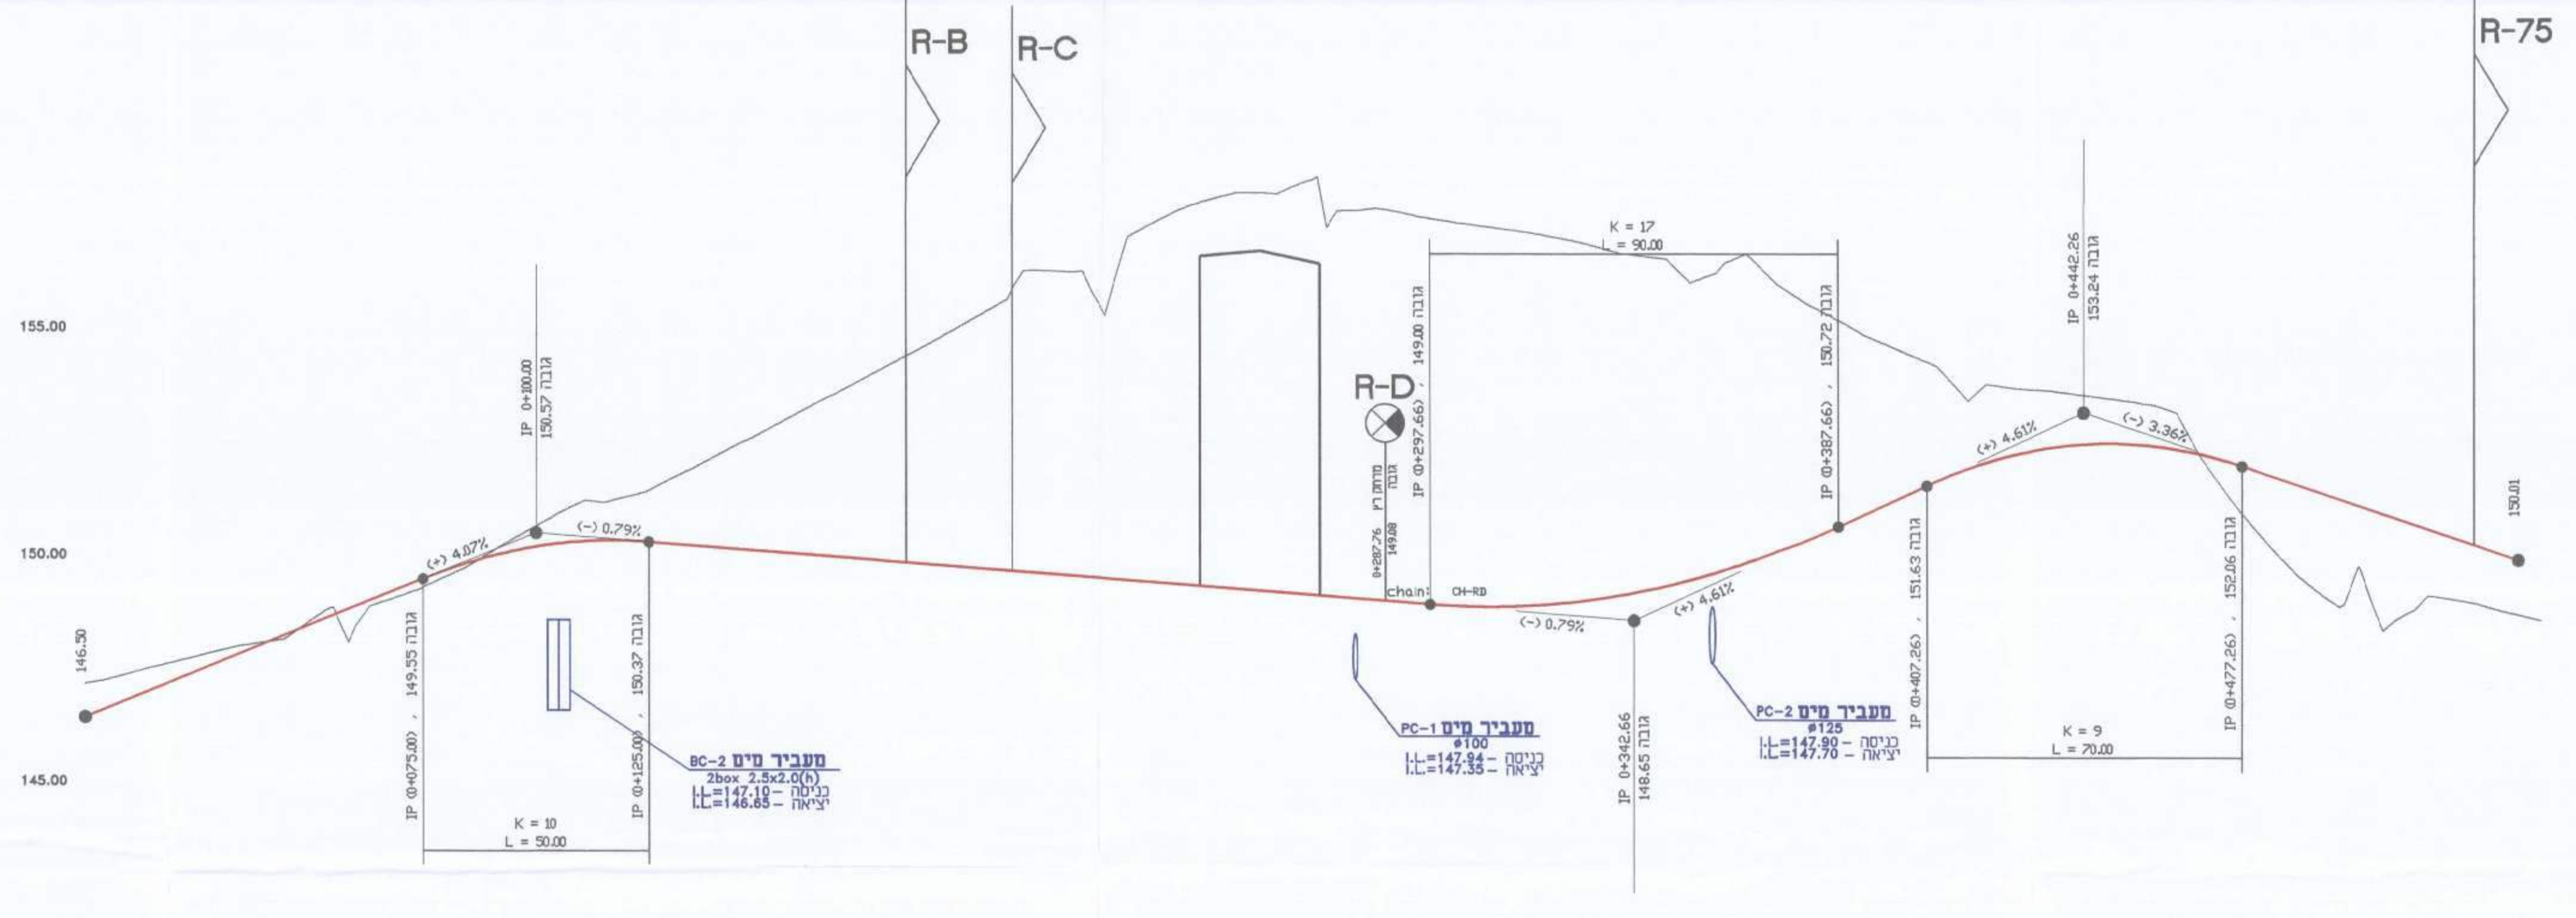 R-B
R-C
R-75
155.00
150.00
145.00
146.50
(+) 4.07%
IP 0+100.00
גובה 150.57
(-) 0.79%
IP (0+075.00) , גובה 149.55
IP (0+125.00) , גובה 150.37
K = 10
L = 50.00
מעביר מים BC-2
2box 2.5x2.0(h)
כניסה - I.L=147.10
יציאה - I.L.=146.65
R-D
0+287.76 מרחק רץ
149.08 גובה
chain: CH-RD
IP (0+297.66) , גובה 149.00
K = 17
L = 90.00
IP (0+387.66) , גובה 150.72
(-) 0.79%
(+) 4.61%
IP 0+342.66
גובה 148.65
מעביר מים PC-1
ø100
כניסה - I.L=147.94
יציאה - I.L.=147.35
מעביר מים PC-2
ø125
כניסה - I.L=147.90
יציאה - I.L=147.70
IP (0+407.26) , גובה 151.63
(+) 4.61%
IP 0+442.26
גובה 153.24
(-) 3.36%
IP (0+477.26) , גובה 152.06
K = 9
L = 70.00
150.01